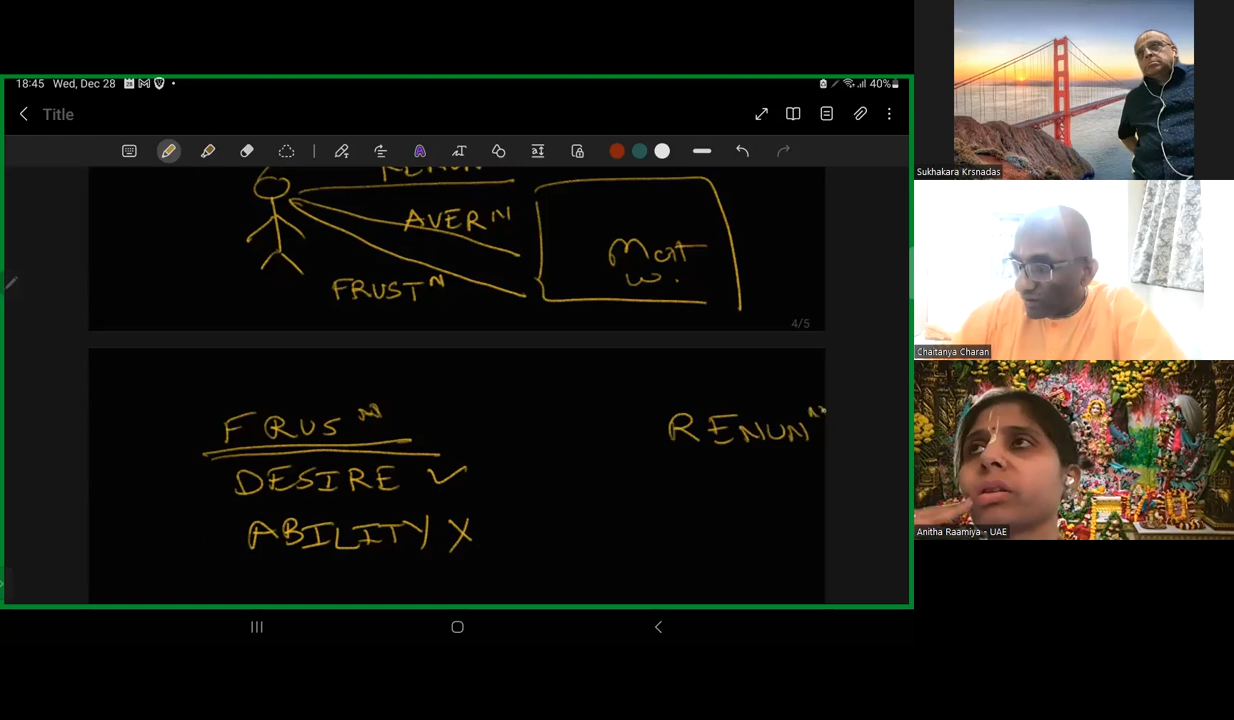 18:45 Wed, Dec 28
40%
Title
RENUN
AVERᴺ
FRUSTᴺ
Mat
w.
4/5
FRUSᴺ
DESIRE ✓
ABILITY X
RENUNᴺ
Sukhakara Krsnadas
Chaitanya Charan
Anitha Raamiya - UAE